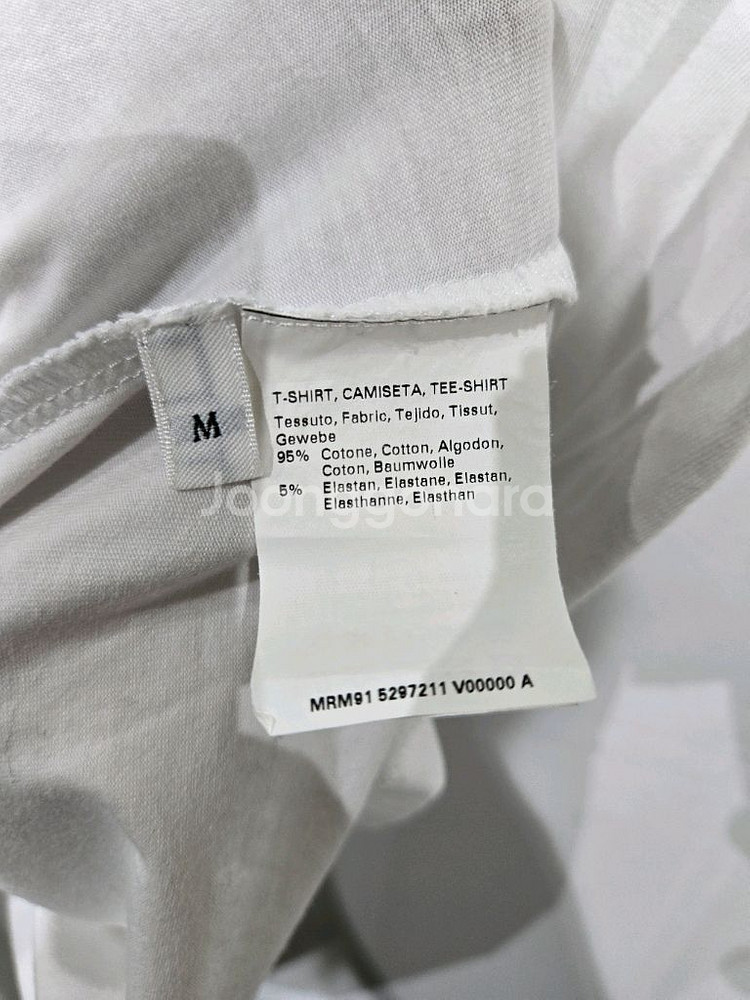 M
T-SHIRT, CAMISETA, TEE-SHIRT
Tessuto, Fabric, Tejido, Tissut,
Gewebe
95% Cotone, Cotton, Algodon,
Coton, Baumwolle
5% Elastan, Elastane, Elastan,
Elasthanne, Elasthan
Joonggonara
MRM91 5297211 V00000 A